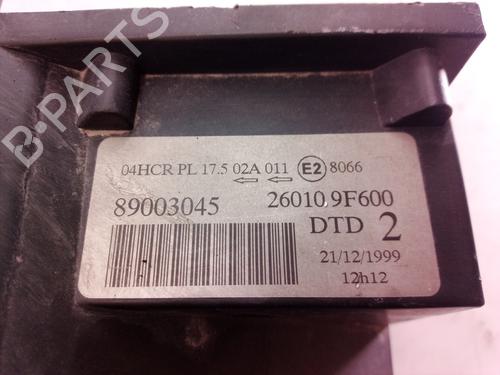 04HCR PL 17.5 02A 011 E2 8066
89003045 26010 9F600
DTD 2
21/12/1999
12h12
B-PARTS